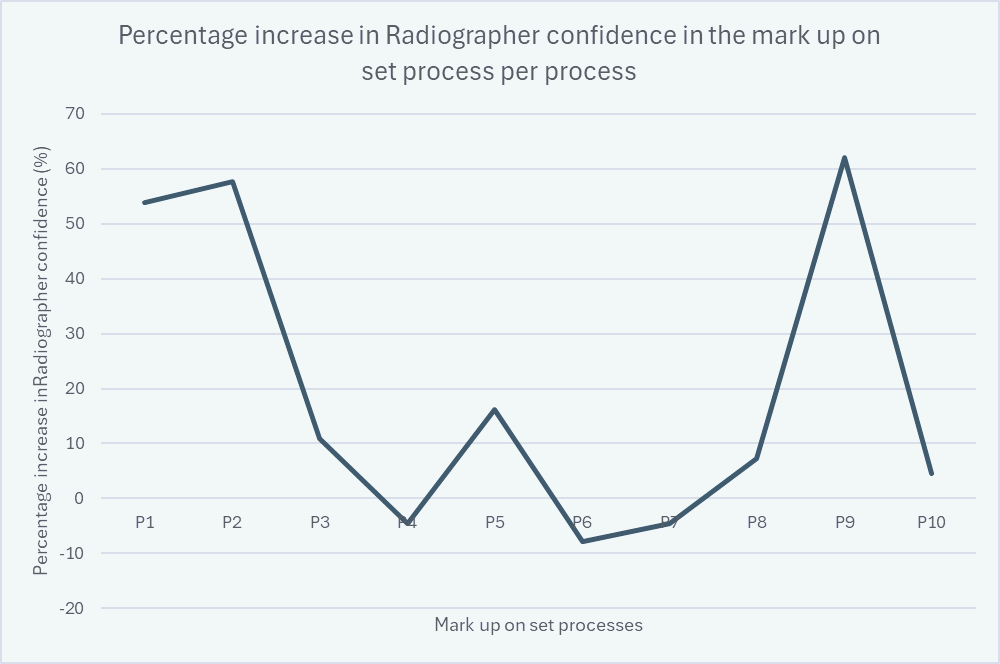 Percentage increase in Radiographer confidence in the mark up on
set process per process
Percentage increase in Radiographer confidence (%)
70
60
50
40
30
20
10
0
-10
-20
P1 P2 P3 P4 P5 P6 P7 P8 P9 P10
Mark up on set processes